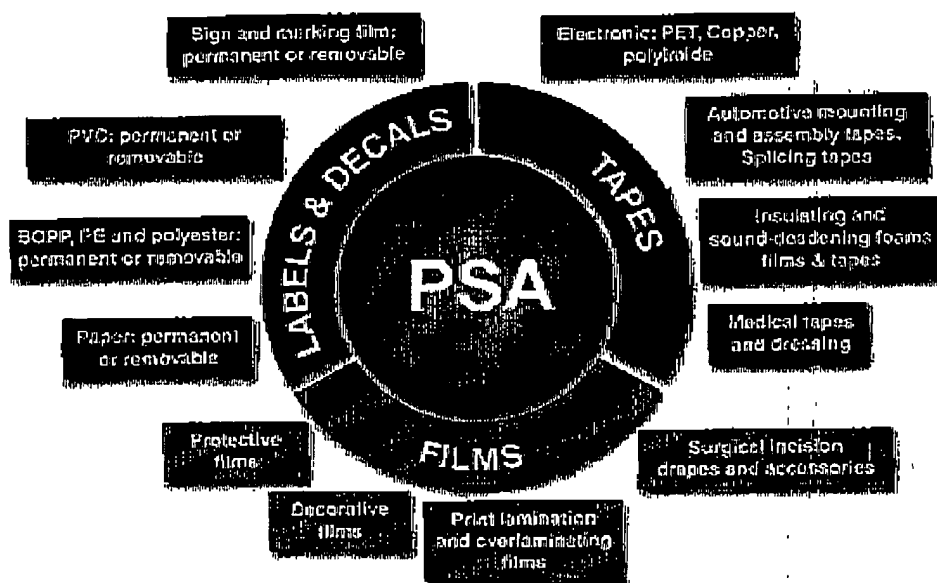 Sign and marking film:
permanent or removable
Electronic: PET, Copper,
polyimide
PVC: permanent or
removable
Automotive mounting
and assembly tapes.
Splicing tapes
LABELS & DECALS
TAPES
BOPP, PE and polyester:
permanent or removable
Insulating and
sound-deadening foams
films & tapes
PSA
Paper: permanent
or removable
Medical tapes
and dressing
Protective
films
FILMS
Surgical incision
drapes and accessories
Decorative
films
Print lamination
and overlaminating
films